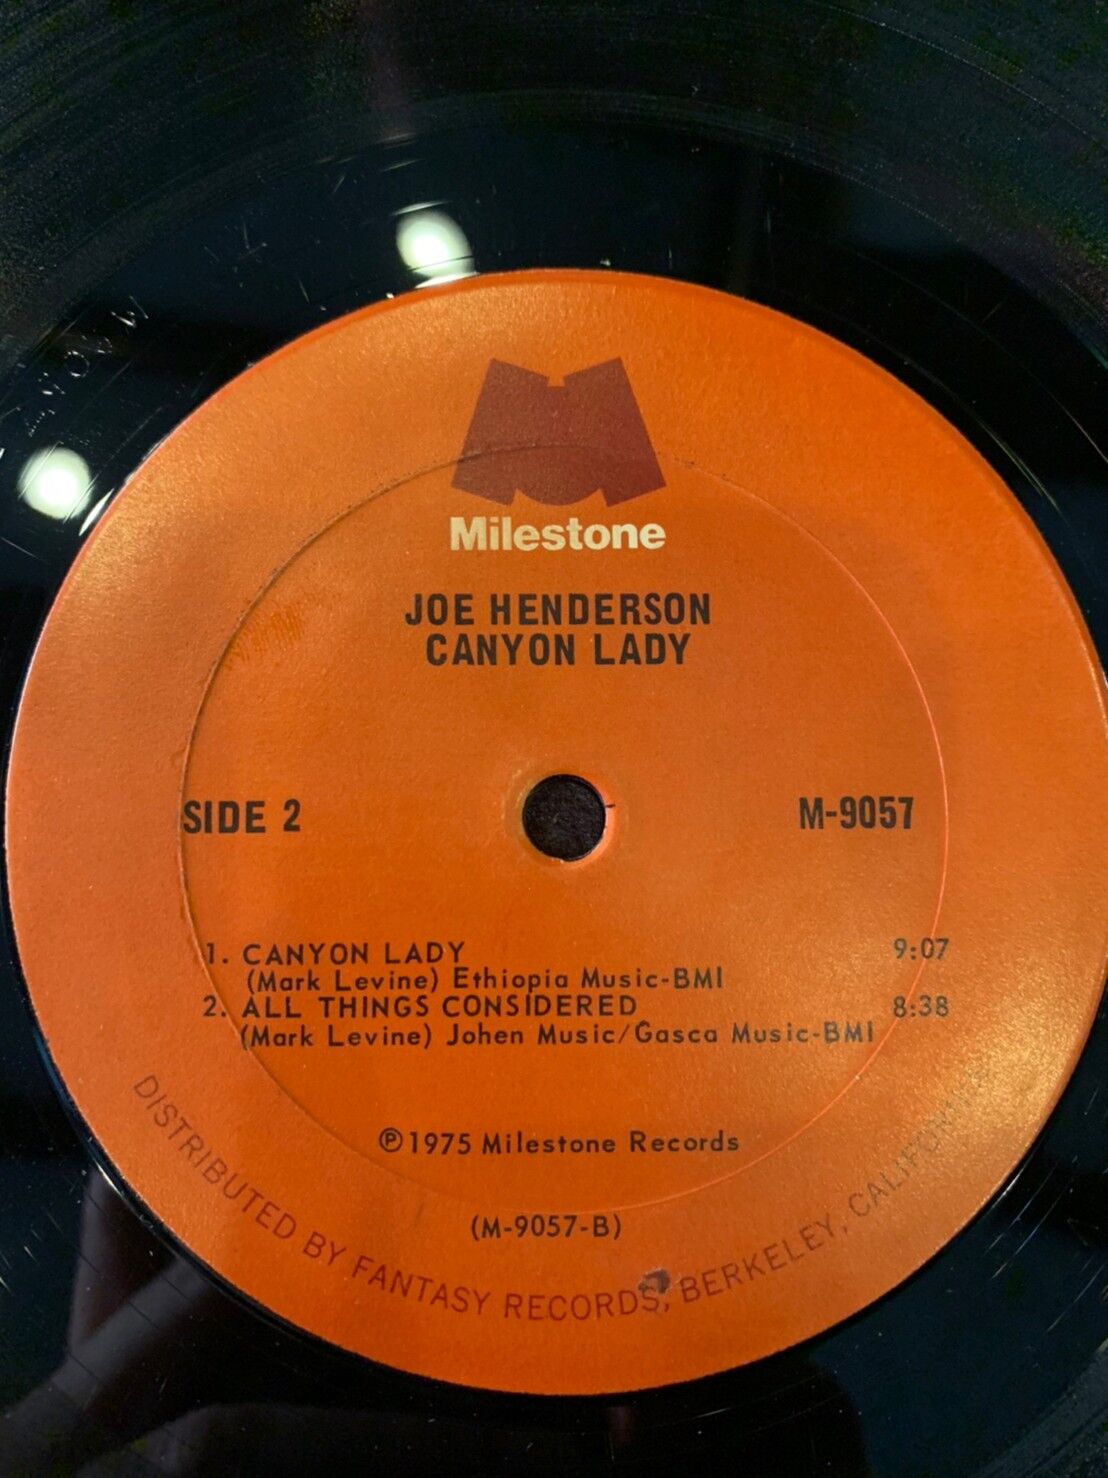 Milestone
JOE HENDERSON
CANYON LADY
SIDE 2
M-9057
1. CANYON LADY 9:07
(Mark Levine) Ethiopia Music-BMI
2. ALL THINGS CONSIDERED 8:38
(Mark Levine) Johen Music/Gasca Music-BMI
℗1975 Milestone Records
(M-9057-B)
DISTRIBUTED BY FANTASY RECORDS, BERKELEY, CALIFORNIA